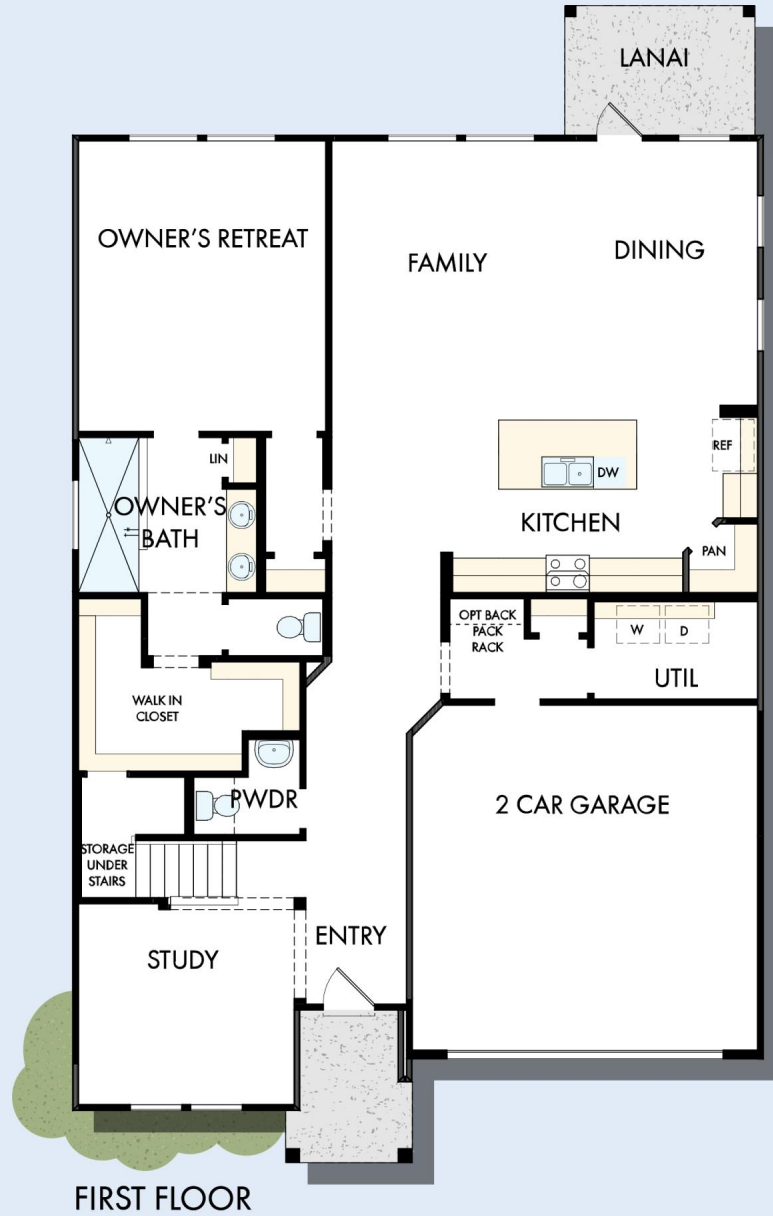 LANAI
OWNER'S RETREAT
FAMILY
DINING
REF
LIN
DW
OWNER'S
BATH
KITCHEN
PAN
OPT BACK
PACK
RACK
W
D
UTIL
WALK IN
CLOSET
PWDR
2 CAR GARAGE
STORAGE
UNDER
STAIRS
ENTRY
STUDY
FIRST FLOOR